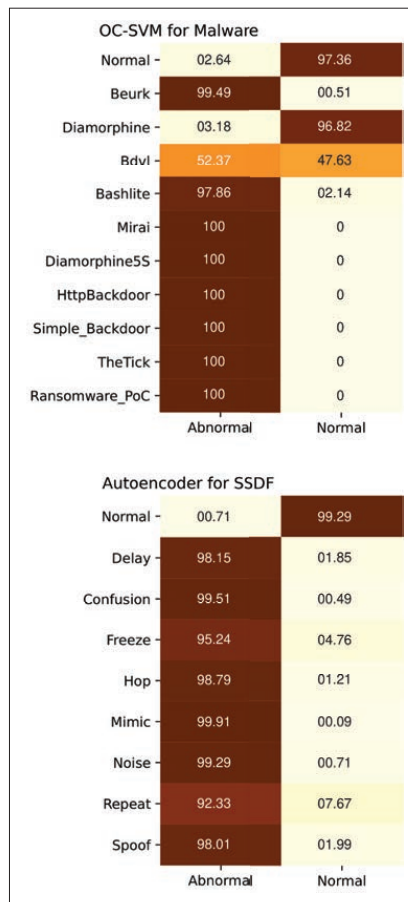 OC-SVM for Malware
Normal 02.64 97.36
Beurk 99.49 00.51
Diamorphine 03.18 96.82
Bdvl 52.37 47.63
Bashlite 97.86 02.14
Mirai 100 0
Diamorphine5S 100 0
HttpBackdoor 100 0
Simple_Backdoor 100 0
TheTick 100 0
Ransomware_PoC 100 0
Abnormal Normal
Autoencoder for SSDF
Normal 00.71 99.29
Delay 98.15 01.85
Confusion 99.51 00.49
Freeze 95.24 04.76
Hop 98.79 01.21
Mimic 99.91 00.09
Noise 99.29 00.71
Repeat 92.33 07.67
Spoof 98.01 01.99
Abnormal Normal